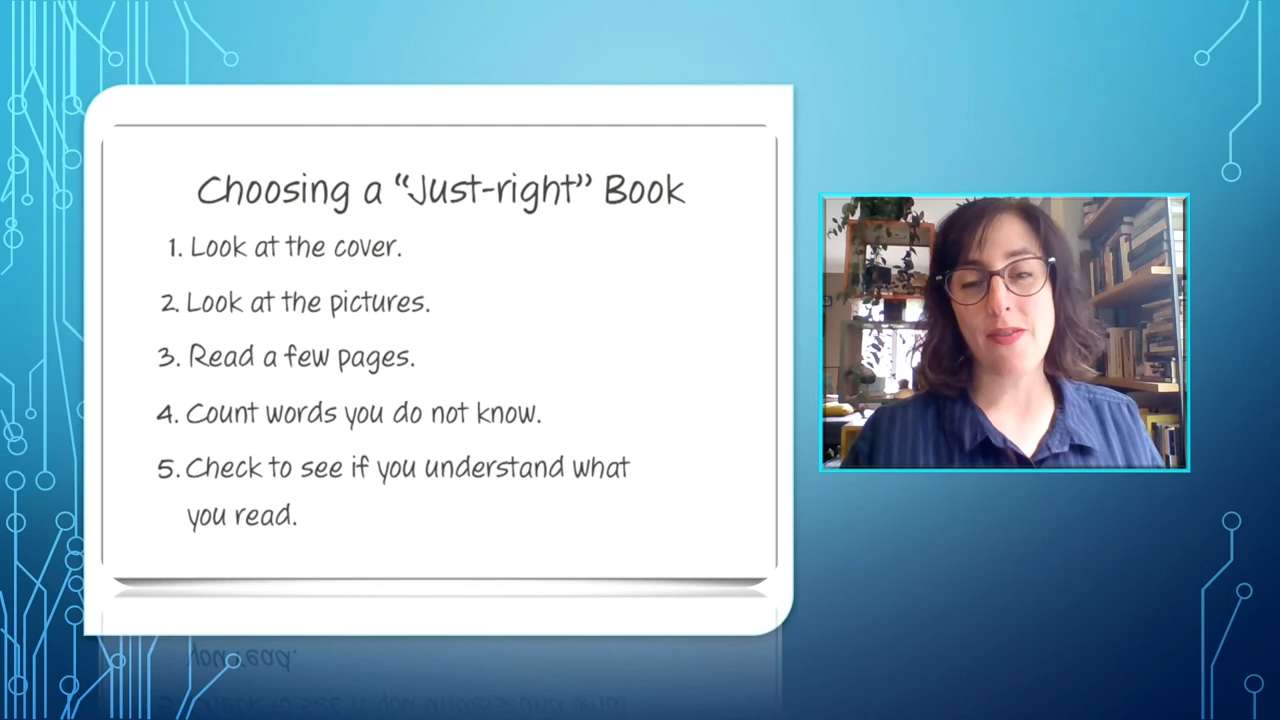 Choosing a “Just-right” Book
1. Look at the cover.
2. Look at the pictures.
3. Read a few pages.
4. Count words you do not know.
5. Check to see if you understand what
you read.